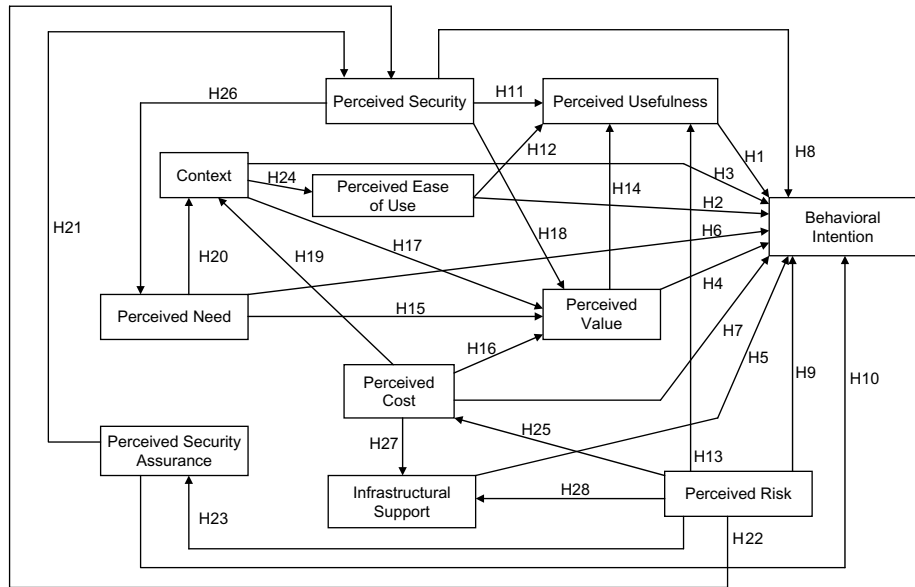 H26
Perceived Security
H11
Perceived Usefulness
H12
H1
H8
H3
Context
H24
Perceived Ease
of Use
H14
H2
Behavioral
Intention
H21
H20
H19
H17
H18
H6
H4
Perceived Need
H15
Perceived
Value
H16
H7
H5
Perceived
Cost
H9
H10
H25
Perceived Security
Assurance
H27
H13
Infrastructural
Support
H28
Perceived Risk
H23
H22